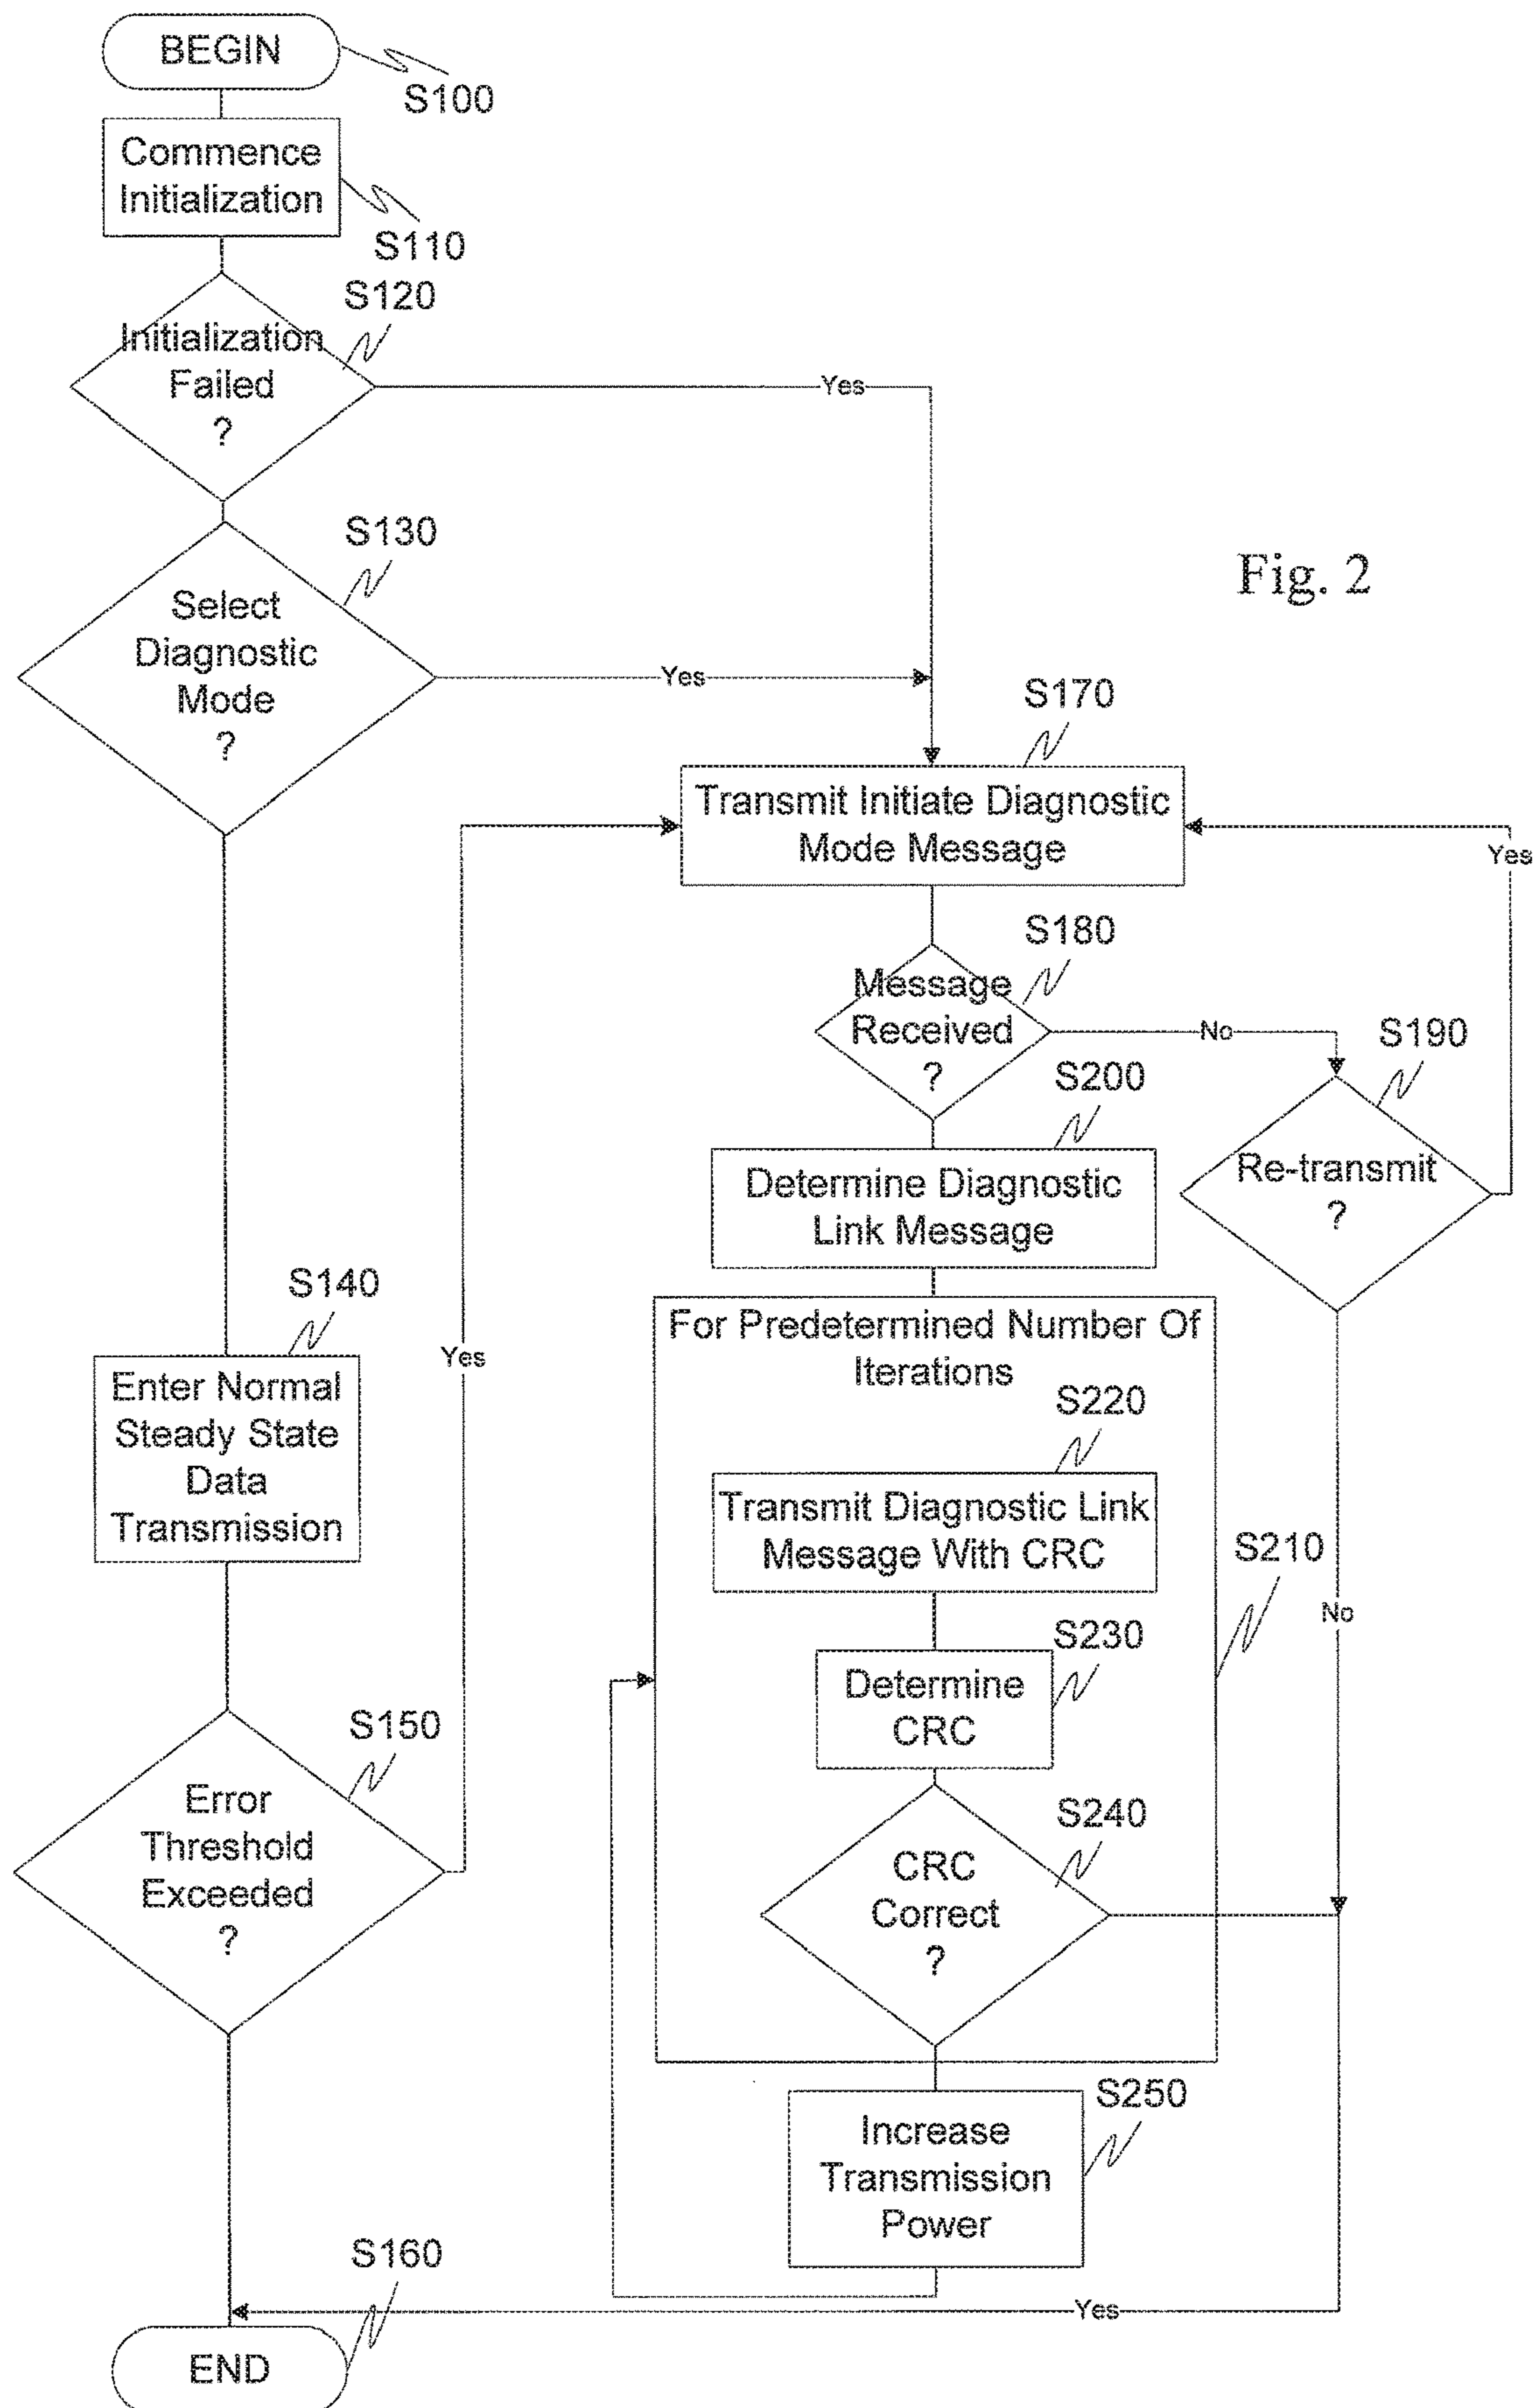 BEGIN
S100
Commence
Initialization
S110
S120
Initialization
Failed
?
Yes
S130
Select
Diagnostic
Mode
?
Yes
Fig. 2
S170
Transmit Initiate Diagnostic
Mode Message
Yes
S180
Message
Received
?
No
S190
Re-transmit
?
S200
Determine Diagnostic
Link Message
S140
Enter Normal
Steady State
Data
Transmission
Yes
For Predetermined Number Of
Iterations
S220
Transmit Diagnostic Link
Message With CRC
S210
No
S230
Determine
CRC
S150
Error
Threshold
Exceeded
?
S240
CRC
Correct
?
S250
Increase
Transmission
Power
S160
Yes
END